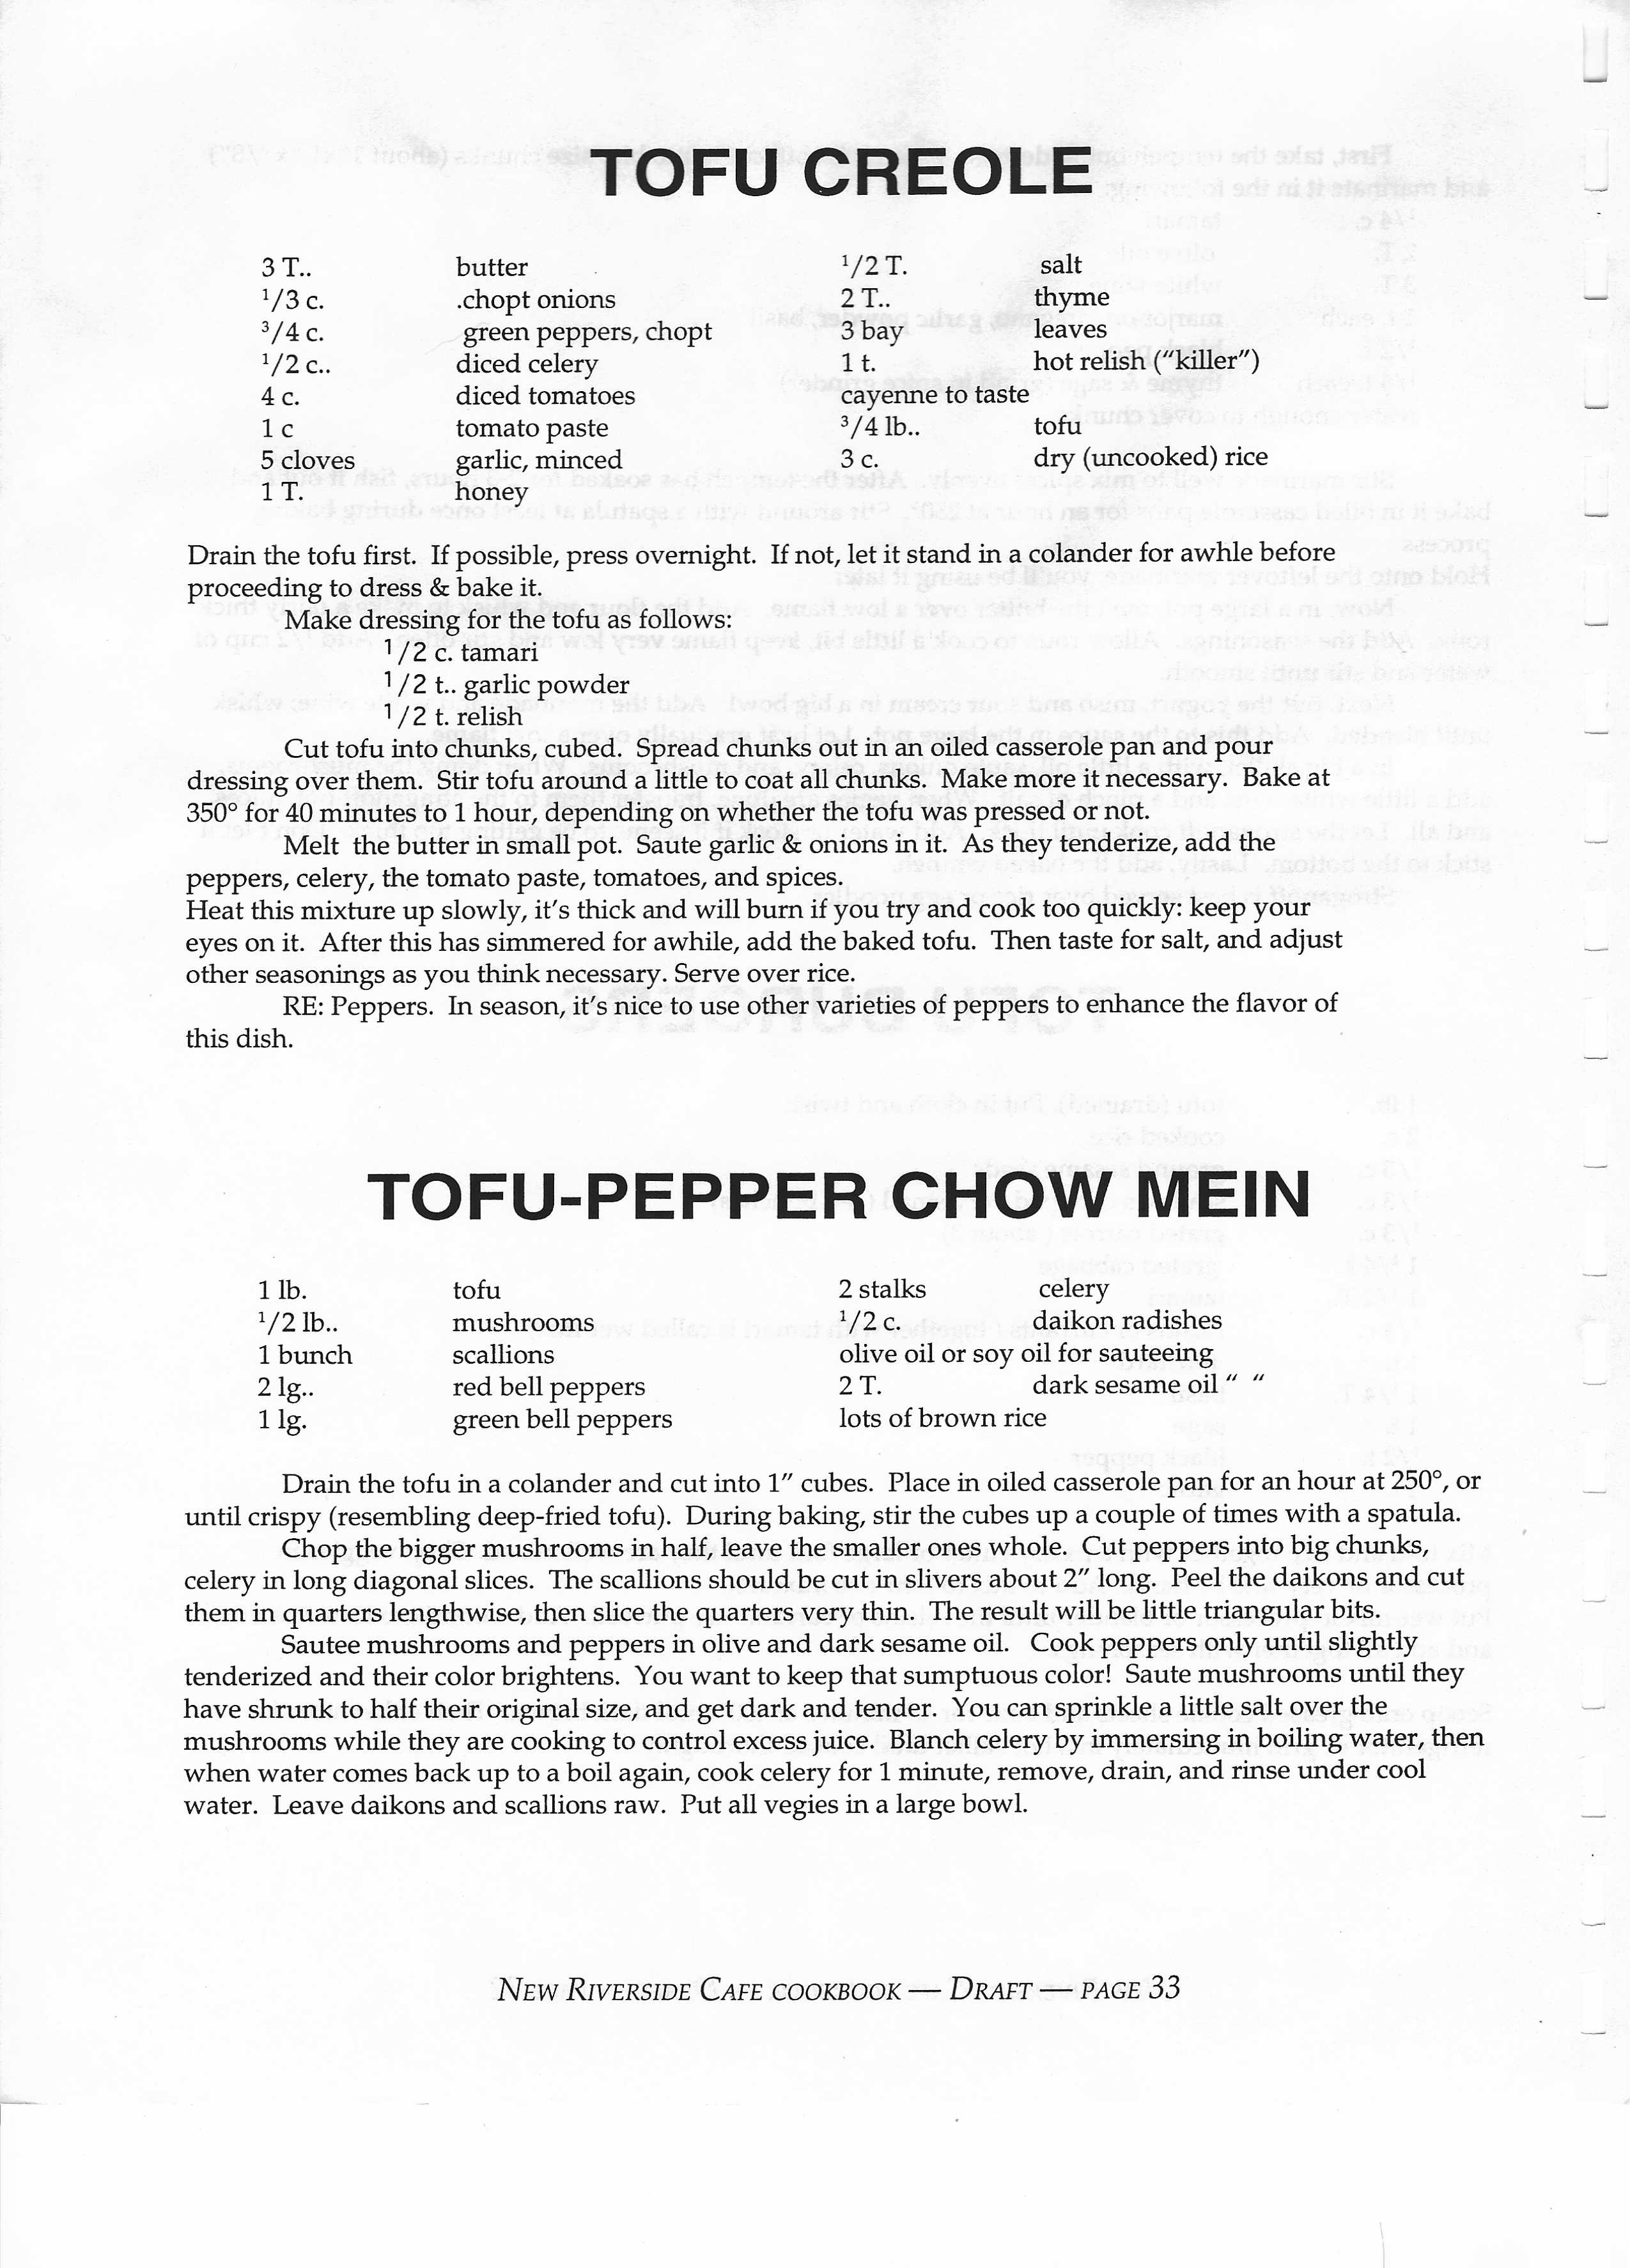 TOFU CREOLE
3 T.. butter
1/3 c. .chopt onions
3/4 c. green peppers, chopt
1/2 c.. diced celery
4 c. diced tomatoes
1 c tomato paste
5 cloves garlic, minced
1 T. honey
1/2 T. salt
2 T.. thyme
3 bay leaves
1 t. hot relish ("killer")
cayenne to taste
3/4 lb.. tofu
3 c. dry (uncooked) rice
Drain the tofu first. If possible, press overnight. If not, let it stand in a colander for awhle before
proceeding to dress & bake it.
Make dressing for the tofu as follows:
1/2 c. tamari
1/2 t.. garlic powder
1/2 t. relish
Cut tofu into chunks, cubed. Spread chunks out in an oiled casserole pan and pour
dressing over them. Stir tofu around a little to coat all chunks. Make more it necessary. Bake at
350° for 40 minutes to 1 hour, depending on whether the tofu was pressed or not.
Melt the butter in small pot. Saute garlic & onions in it. As they tenderize, add the
peppers, celery, the tomato paste, tomatoes, and spices.
Heat this mixture up slowly, it's thick and will burn if you try and cook too quickly: keep your
eyes on it. After this has simmered for awhile, add the baked tofu. Then taste for salt, and adjust
other seasonings as you think necessary. Serve over rice.
RE: Peppers. In season, it's nice to use other varieties of peppers to enhance the flavor of
this dish.
TOFU-PEPPER CHOW MEIN
1 lb. tofu
1/2 lb.. mushrooms
1 bunch scallions
2 lg.. red bell peppers
1 lg. green bell peppers
2 stalks celery
1/2 c. daikon radishes
olive oil or soy oil for sauteeing
2 T. dark sesame oil " "
lots of brown rice
Drain the tofu in a colander and cut into 1" cubes. Place in oiled casserole pan for an hour at 250°, or
until crispy (resembling deep-fried tofu). During baking, stir the cubes up a couple of times with a spatula.
Chop the bigger mushrooms in half, leave the smaller ones whole. Cut peppers into big chunks,
celery in long diagonal slices. The scallions should be cut in slivers about 2" long. Peel the daikons and cut
them in quarters lengthwise, then slice the quarters very thin. The result will be little triangular bits.
Sautee mushrooms and peppers in olive and dark sesame oil. Cook peppers only until slightly
tenderized and their color brightens. You want to keep that sumptuous color! Saute mushrooms until they
have shrunk to half their original size, and get dark and tender. You can sprinkle a little salt over the
mushrooms while they are cooking to control excess juice. Blanch celery by immersing in boiling water, then
when water comes back up to a boil again, cook celery for 1 minute, remove, drain, and rinse under cool
water. Leave daikons and scallions raw. Put all vegies in a large bowl.
NEW RIVERSIDE CAFE COOKBOOK — DRAFT — PAGE 33